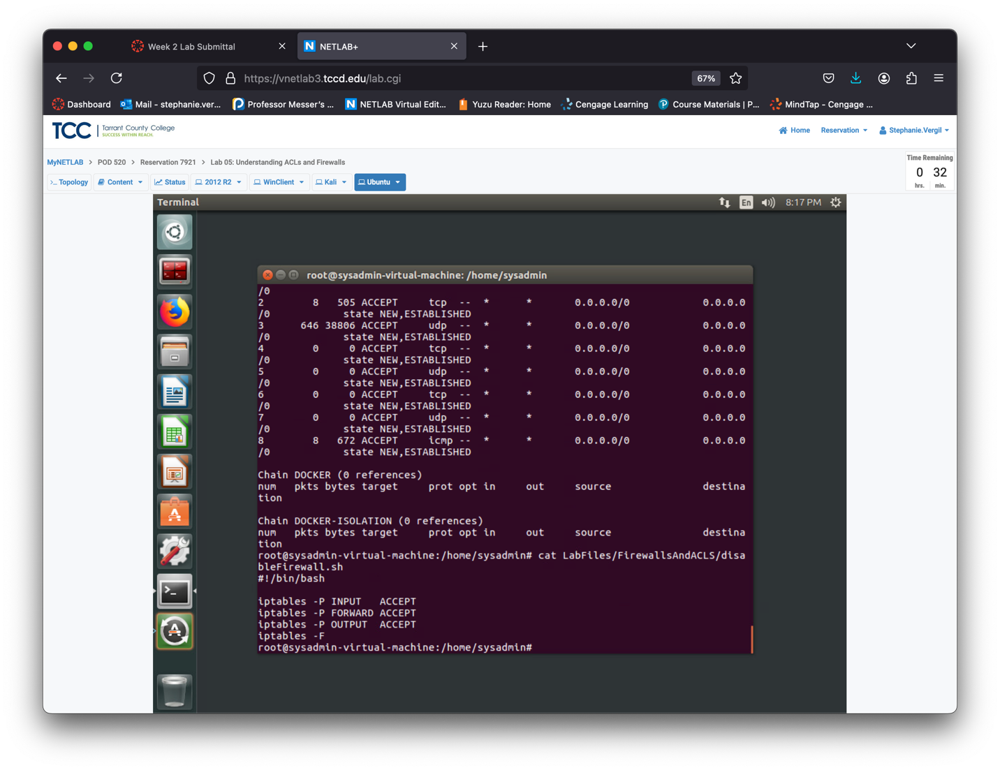 Week 2 Lab Submittal
NETLAB+
https://vnetlab3.tccd.edu/lab.cgi
67%
Dashboard
Mail - stephanie.ver...
Professor Messer's ...
NETLAB Virtual Edit...
Yuzu Reader: Home
Cengage Learning
Course Materials | P...
MindTap - Cengage ...
TCC
Tarrant County College
SUCCESS WITHIN REACH.
Home
Reservation
Stephanie.Vergil
MyNETLAB > POD 520 > Reservation 7921 > Lab 05: Understanding ACLs and Firewalls
Time Remaining
0 32
hrs. min.
>_ Topology
Content
Status
2012 R2
WinClient
Kali
Ubuntu
Terminal
En
8:17 PM
root@sysadmin-virtual-machine: /home/sysadmin
/0
2        8   505 ACCEPT     tcp  --  *      *       0.0.0.0/0            0.0.0.0
/0            state NEW,ESTABLISHED
3      646 38806 ACCEPT     udp  --  *      *       0.0.0.0/0            0.0.0.0
/0            state NEW,ESTABLISHED
4        0     0 ACCEPT     tcp  --  *      *       0.0.0.0/0            0.0.0.0
/0            state NEW,ESTABLISHED
5        0     0 ACCEPT     udp  --  *      *       0.0.0.0/0            0.0.0.0
/0            state NEW,ESTABLISHED
6        0     0 ACCEPT     tcp  --  *      *       0.0.0.0/0            0.0.0.0
/0            state NEW,ESTABLISHED
7        0     0 ACCEPT     udp  --  *      *       0.0.0.0/0            0.0.0.0
/0            state NEW,ESTABLISHED
8        8   672 ACCEPT     icmp --  *      *       0.0.0.0/0            0.0.0.0
/0            state NEW,ESTABLISHED
Chain DOCKER (0 references)
num   pkts bytes target     prot opt in     out     source               destina
tion
Chain DOCKER-ISOLATION (0 references)
num   pkts bytes target     prot opt in     out     source               destina
tion
root@sysadmin-virtual-machine:/home/sysadmin# cat LabFiles/FirewallsAndACLS/disa
bleFirewall.sh
#!/bin/bash
iptables -P INPUT   ACCEPT
iptables -P FORWARD ACCEPT
iptables -P OUTPUT  ACCEPT
iptables -F
root@sysadmin-virtual-machine:/home/sysadmin#